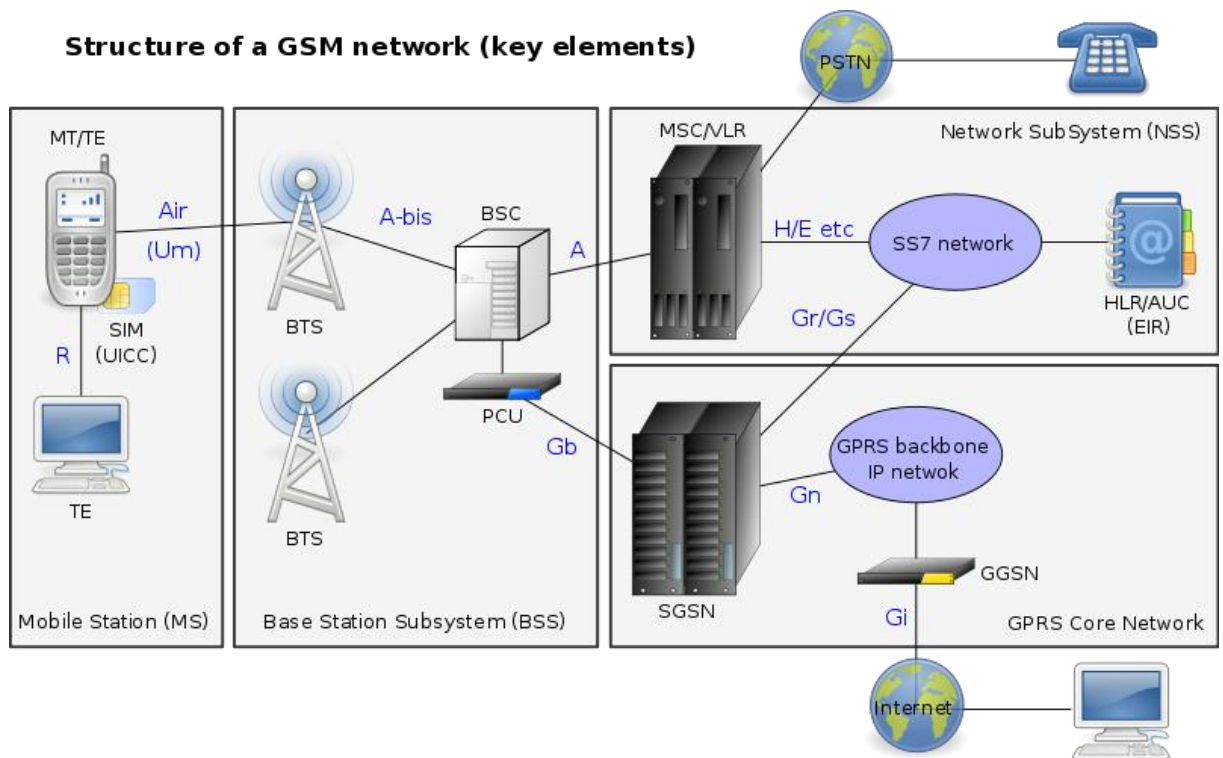 Structure of a GSM network (key elements)
PSTN
MT/TE
Air
(Um)
SIM
(UICC)
R
TE
Mobile Station (MS)
BTS
A-bis
BSC
A
BTS
PCU
Gb
Base Station Subsystem (BSS)
MSC/VLR
Network SubSystem (NSS)
H/E etc
SS7 network
HLR/AUC
(EIR)
Gr/Gs
SGSN
Gn
GPRS backbone
IP netwok
GGSN
Gi
GPRS Core Network
Internet